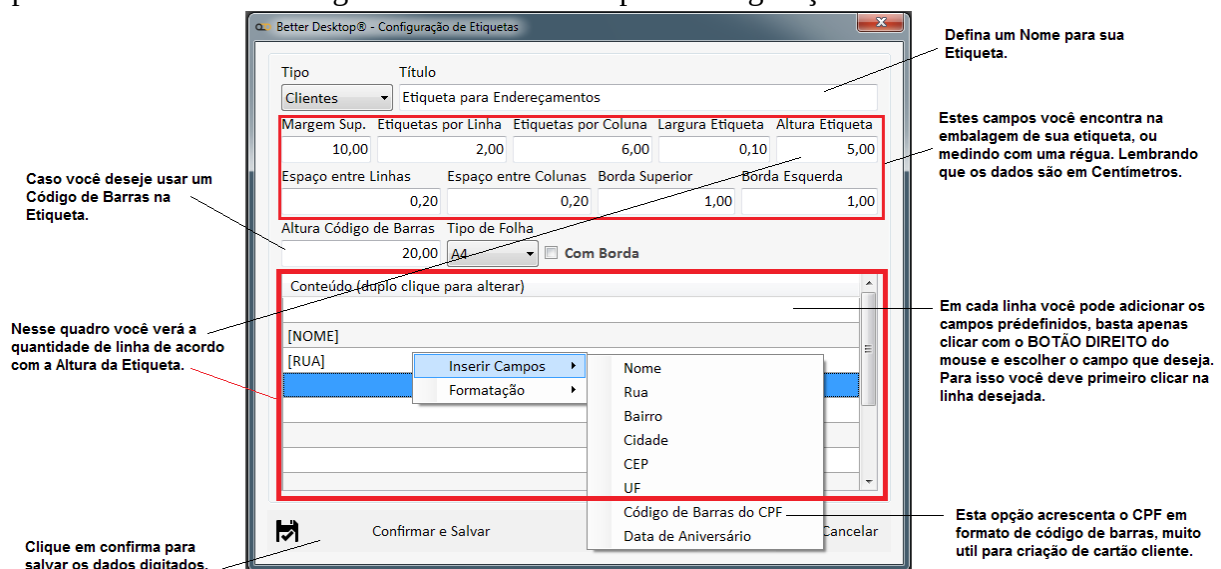 Better Desktop® - Configuração de Etiquetas
Defina um Nome para sua
Etiqueta.
Tipo Título
Clientes Etiqueta para Endereçamentos
Margem Sup. Etiquetas por Linha Etiquetas por Coluna Largura Etiqueta Altura Etiqueta
10,00 2,00 6,00 0,10 5,00
Espaço entre Linhas Espaço entre Colunas Borda Superior Borda Esquerda
0,20 0,20 1,00 1,00
Estes campos você encontra na
embalagem de sua etiqueta, ou
medindo com uma régua. Lembrando
que os dados são em Centímetros.
Caso você deseje usar um
Código de Barras na
Etiqueta.
Altura Código de Barras Tipo de Folha
20,00 A4 Com Borda
Conteúdo (duplo clique para alterar)
[NOME]
[RUA]
Nesse quadro você verá a
quantidade de linha de acordo
com a Altura da Etiqueta.
Inserir Campos
Formatação
Nome
Rua
Bairro
Cidade
CEP
UF
Código de Barras do CPF
Data de Aniversário
Em cada linha você pode adicionar os
campos prédefinidos, basta apenas
clicar com o BOTÃO DIREITO do
mouse e escolher o campo que deseja.
Para isso você deve primeiro clicar na
linha desejada.
Confirmar e Salvar Cancelar
Esta opção acrescenta o CPF em
formato de código de barras, muito
util para criação de cartão cliente.
Clique em confirma para
salvar os dados digitados.